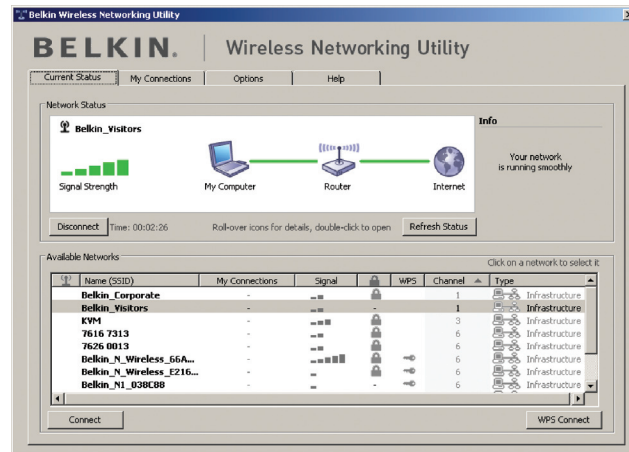 Belkin Wireless Networking Utility
BELKIN. Wireless Networking Utility
Current Status My Connections Options Help
Network Status
Belkin_Visitors
Signal Strength My Computer Router Internet
Info
Your network
is running smoothly
Disconnect Time: 00:02:26 Roll-over icons for details, double-click to open Refresh Status
Available Networks Click on a network to select it
Name (SSID) My Connections Signal WPS Channel Type
Belkin_Corporate - 1 Infrastructure
Belkin_Visitors - - 1 Infrastructure
KVM - 3 Infrastructure
7616 7313 - 6 Infrastructure
7626 0013 - 6 Infrastructure
Belkin_N_Wireless_66A... - 6 Infrastructure
Belkin_N_Wireless_E216... - 6 Infrastructure
Belkin_N1_038C88 - - 6 Infrastructure
Connect WPS Connect